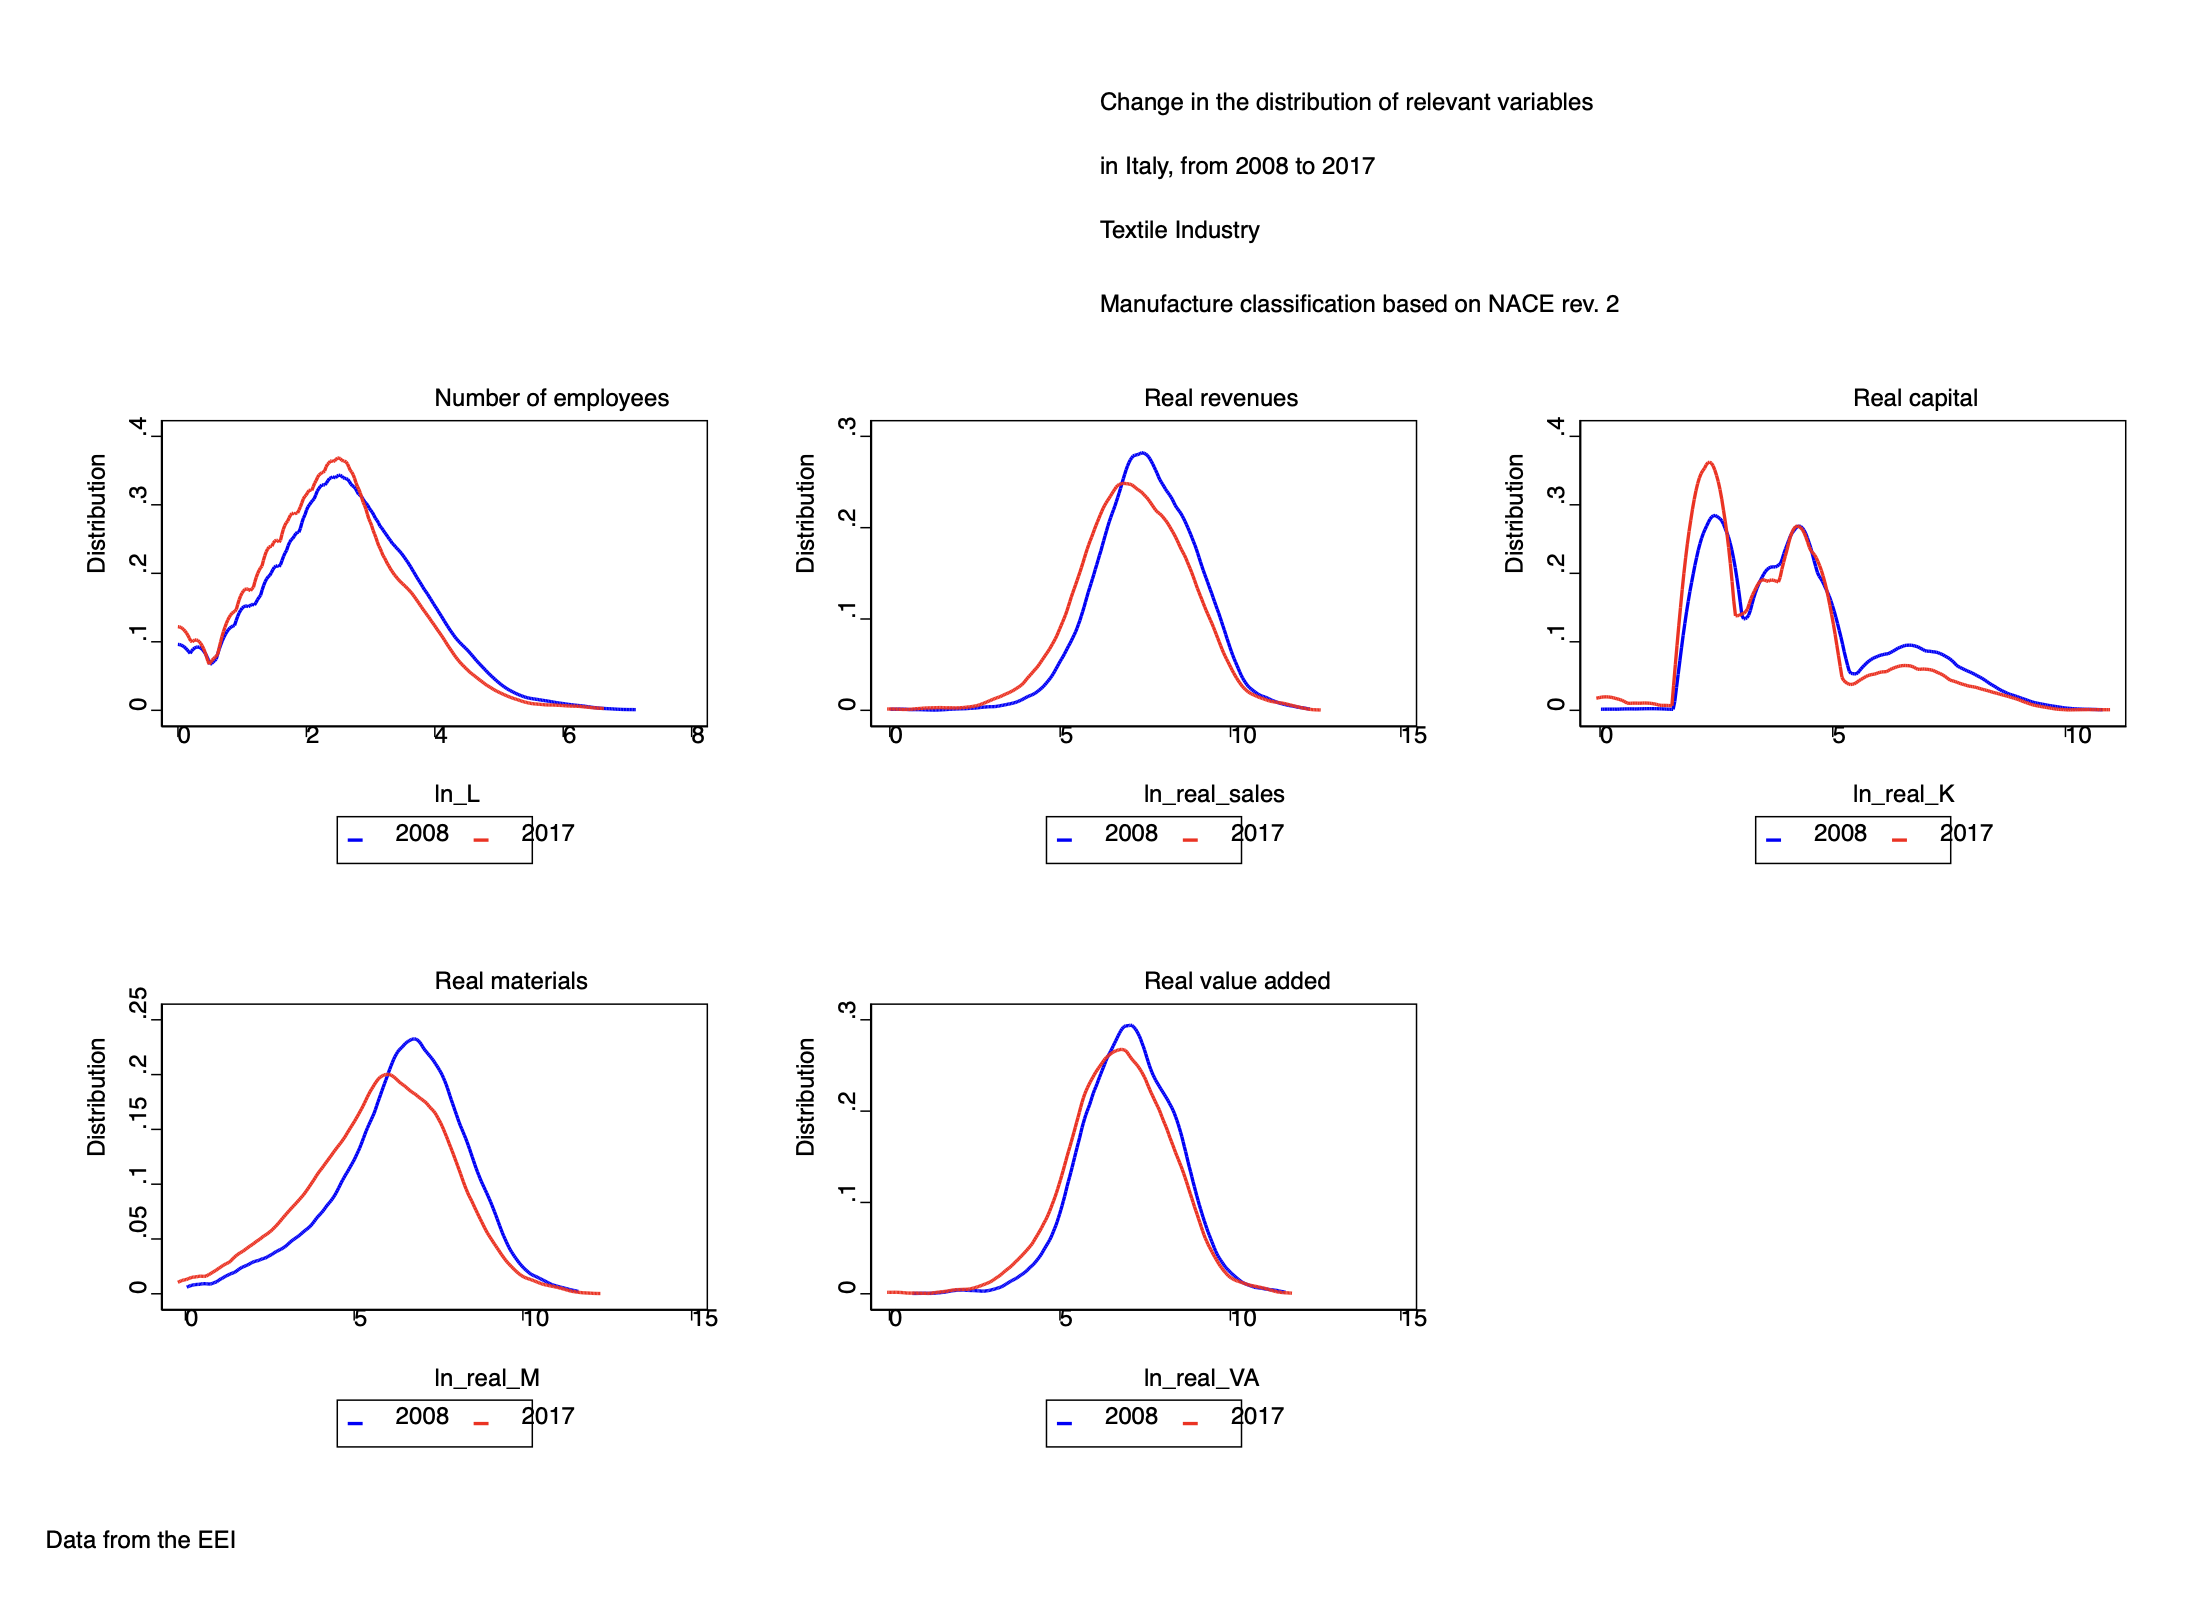 Change in the distribution of relevant variables
in Italy, from 2008 to 2017
Textile Industry
Manufacture classification based on NACE rev. 2
Number of employees
Distribution
0 .1 .2 .3 .4
0 2 4 6 8
ln_L
2008 2017
Real revenues
Distribution
0 .1 .2 .3
0 5 10 15
ln_real_sales
2008 2017
Real capital
Distribution
0 .1 .2 .3 .4
0 5 10
ln_real_K
2008 2017
Real materials
Distribution
0 .05 .1 .15 .2 .25
0 5 10 15
ln_real_M
2008 2017
Real value added
Distribution
0 .1 .2 .3
0 5 10 15
ln_real_VA
2008 2017
Data from the EEI